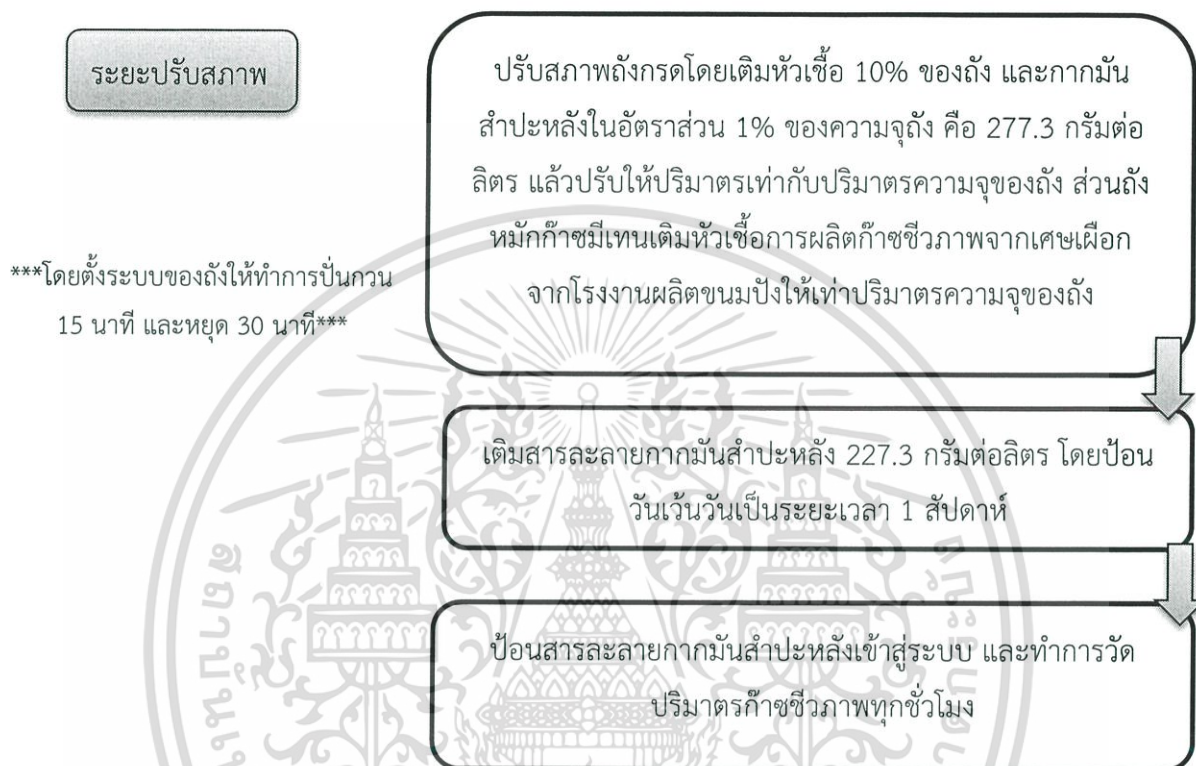 ระยะปรับสภาพ
ปรับสภาพถังกรดโดยเติมหัวเชื้อ 10% ของถัง และกากมัน
สำปะหลังในอัตราส่วน 1% ของความจุถัง คือ 277.3 กรัมต่อ
ลิตร แล้วปรับให้ปริมาตรเท่ากับปริมาตรความจุของถัง ส่วนถัง
หมักก๊าซมีเทนเติมหัวเชื้อการผลิตก๊าซชีวภาพจากเศษเผือก
จากโรงงานผลิตขนมปังให้เท่าปริมาตรความจุของถัง
***โดยตั้งระบบของถังให้ทำการปั่นกวน
15 นาที และหยุด 30 นาที***
เติมสารละลายกากมันสำปะหลัง 227.3 กรัมต่อลิตร โดยป้อน
วันเว้นวันเป็นระยะเวลา 1 สัปดาห์
ป้อนสารละลายกากมันสำปะหลังเข้าสู่ระบบ และทำการวัด
ปริมาตรก๊าซชีวภาพทุกชั่วโมง